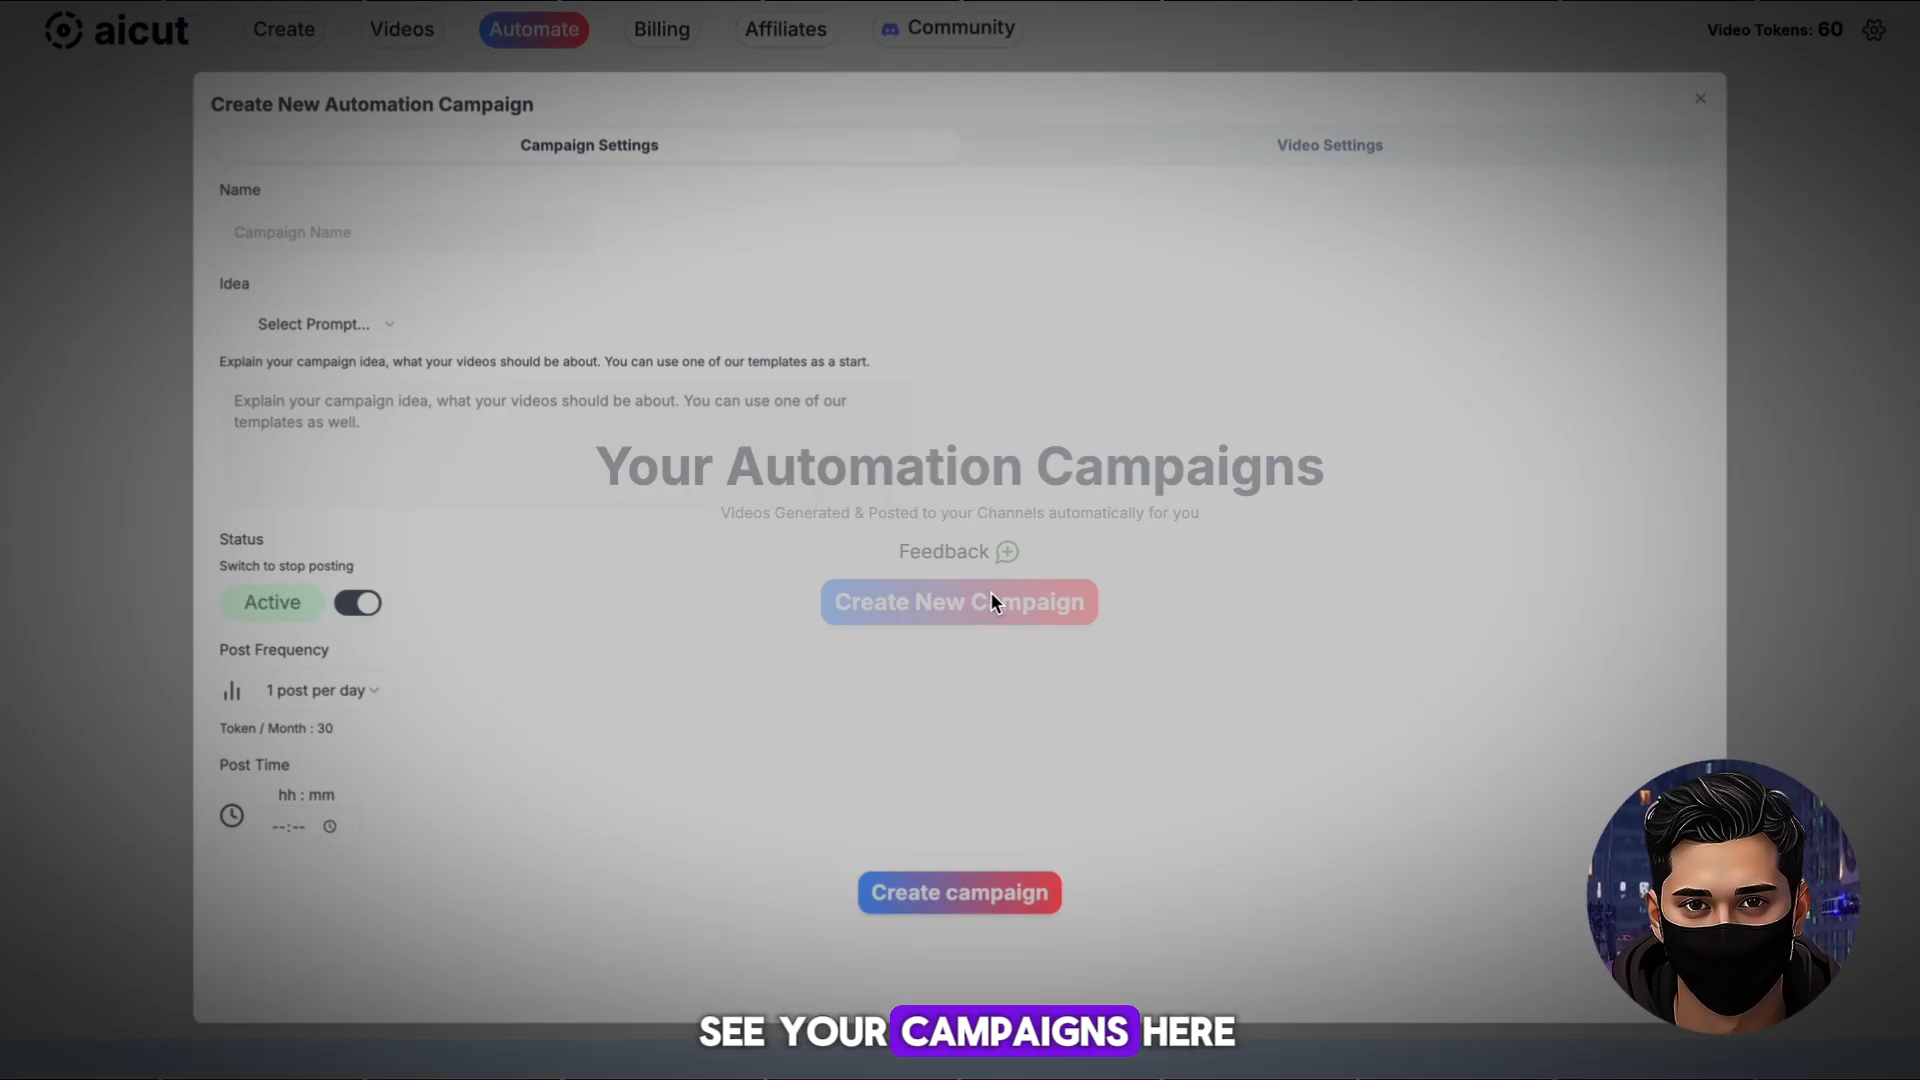 aicut
Create
Videos
Automate
Billing
Affiliates
Community
Video Tokens: 60
Create New Automation Campaign
Campaign Settings
Video Settings
Name
Campaign Name
Idea
Select Prompt...
Explain your campaign idea, what your videos should be about. You can use one of our templates as a start.
Explain your campaign idea, what your videos should be about. You can use one of our
templates as well.
Your Automation Campaigns
Videos Generated & Posted to your Channels automatically for you
Feedback
Create New Campaign
Status
Switch to stop posting
Active
Post Frequency
1 post per day
Token / Month : 30
Post Time
hh : mm
--:--
Create campaign
SEE YOUR CAMPAIGNS HERE